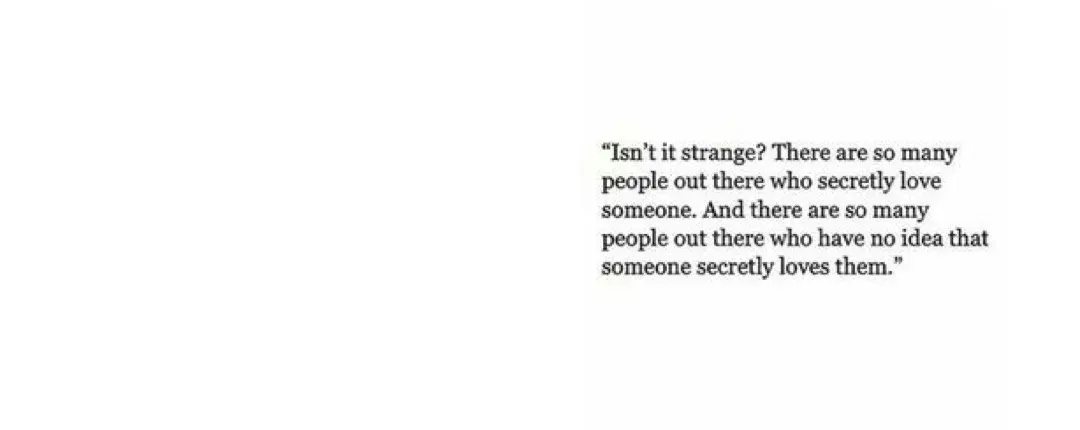 “Isn’t it strange? There are so many
people out there who secretly love
someone. And there are so many
people out there who have no idea that
someone secretly loves them.”